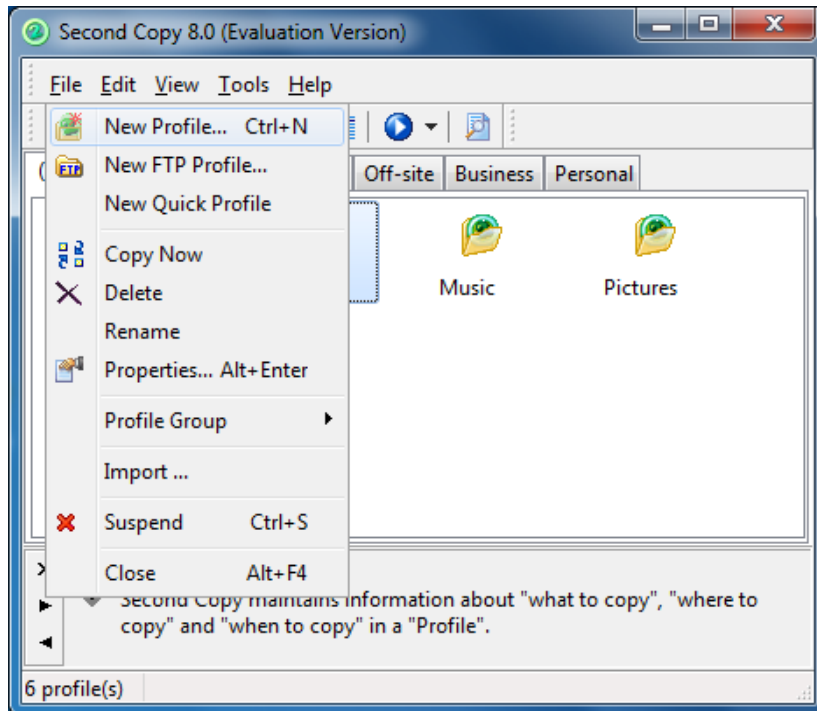 Second Copy 8.0 (Evaluation Version)
File Edit View Tools Help
New Profile... Ctrl+N
FTP New FTP Profile...
Off-site Business Personal
New Quick Profile
Copy Now
Music Pictures
Delete
Rename
Properties... Alt+Enter
Profile Group
Import ...
Suspend Ctrl+S
Close Alt+F4
Second Copy maintains information about "what to copy", "where to
copy" and "when to copy" in a "Profile".
6 profile(s)